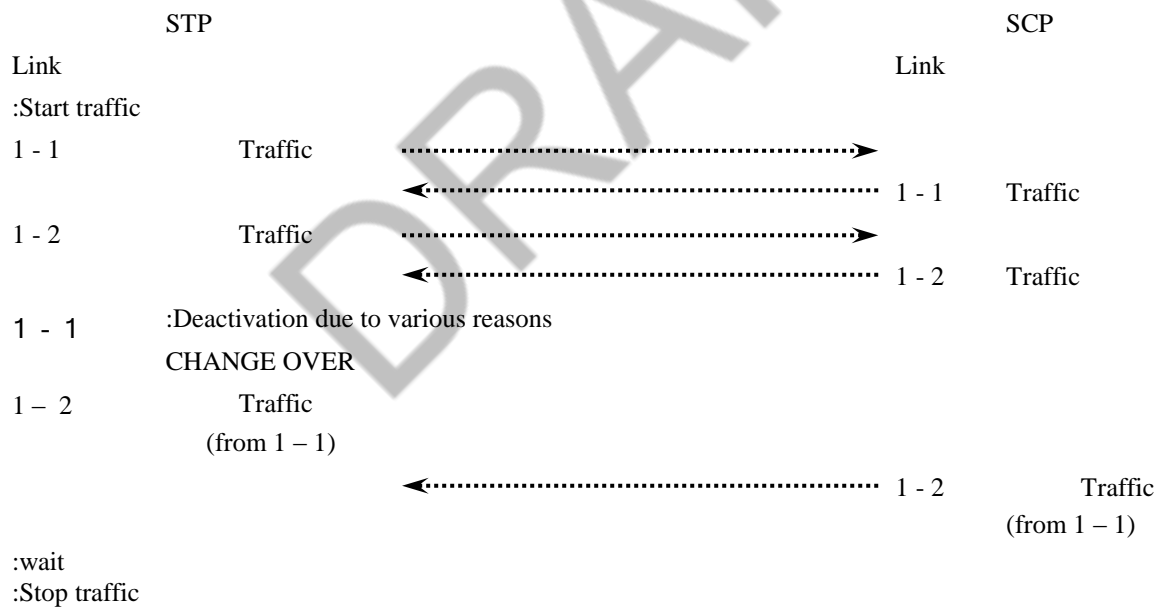 STP SCP
Link Link
:Start traffic
1 - 1 Traffic
1 - 1 Traffic
1 - 2 Traffic
1 - 2 Traffic
1 - 1 :Deactivation due to various reasons
CHANGE OVER
1 – 2 Traffic
(from 1 – 1)
1 - 2 Traffic
(from 1 – 1)
:wait
:Stop traffic